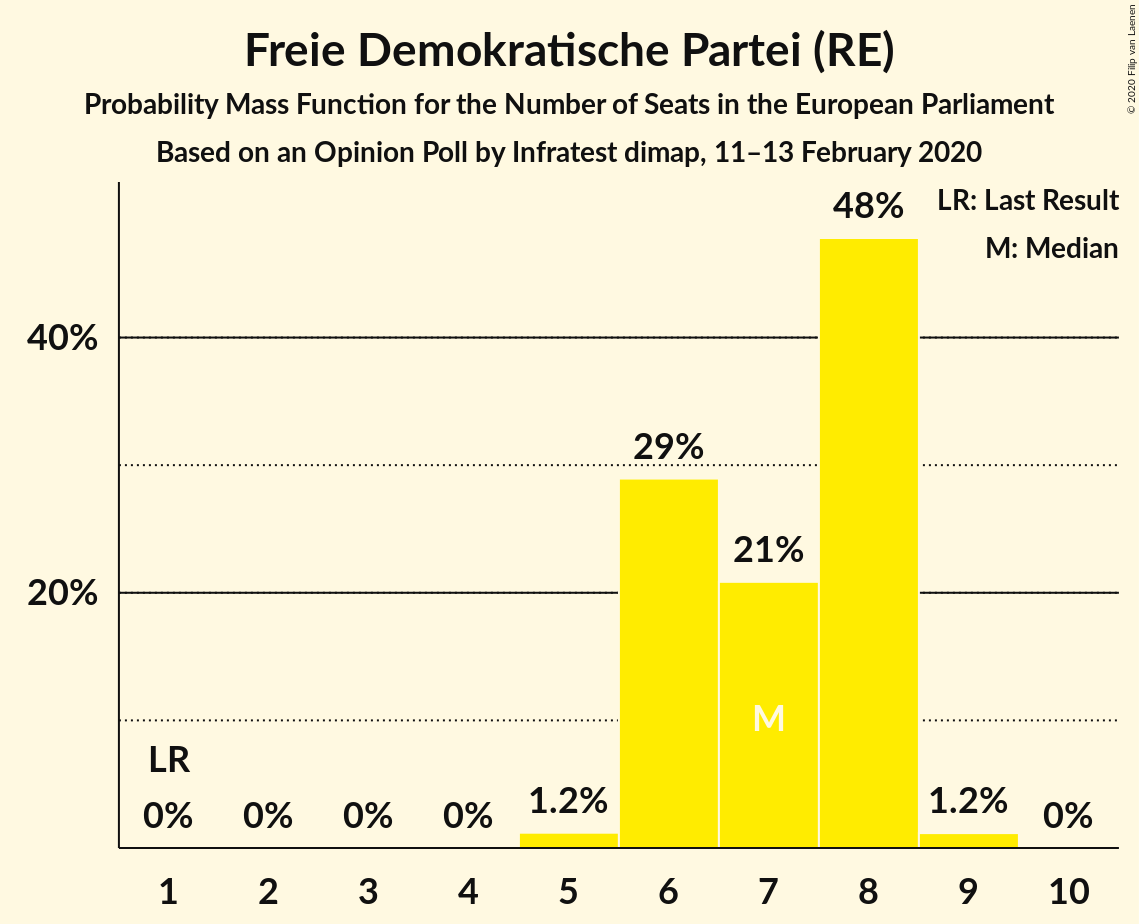 Freie Demokratische Partei (RE)
Probability Mass Function for the Number of Seats in the European Parliament
Based on an Opinion Poll by Infratest dimap, 11–13 February 2020
© 2020 Filip van Laenen
LR: Last Result
M: Median
48%
40%
29%
21%
20%
M
LR
0% 0% 0% 0% 1.2% 1.2% 0%
1 2 3 4 5 6 7 8 9 10